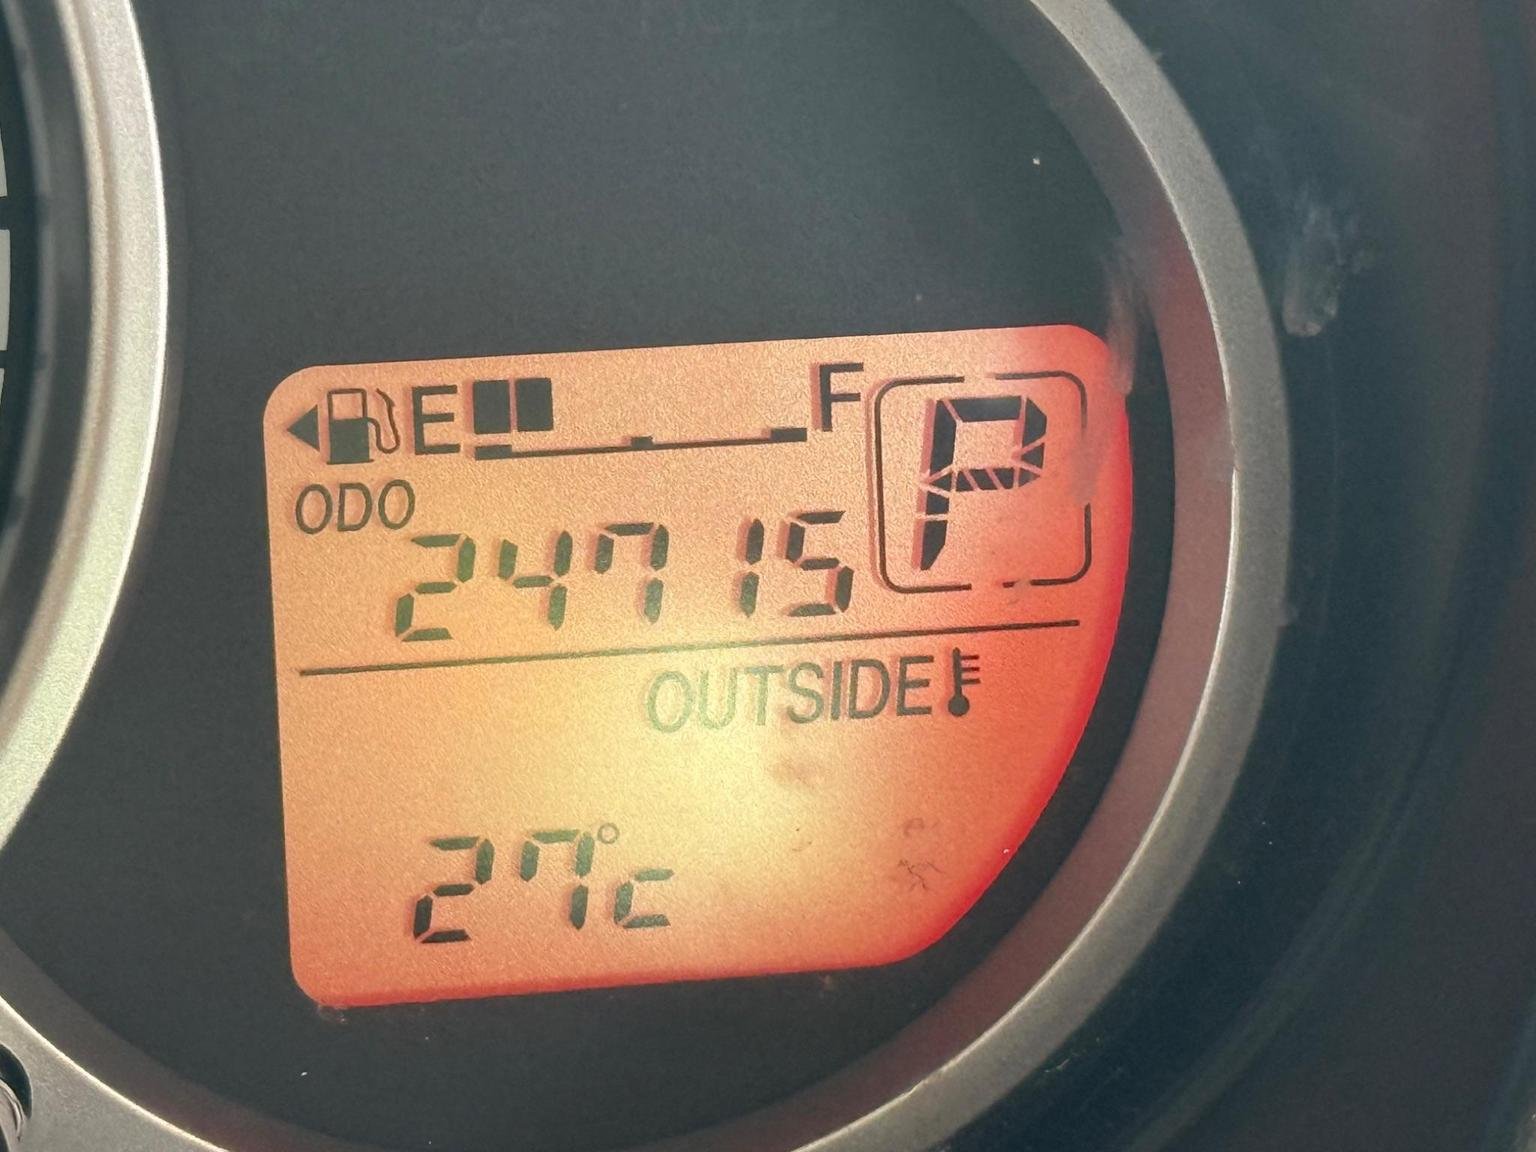 E F
P
ODO
24715
OUTSIDE
27°c